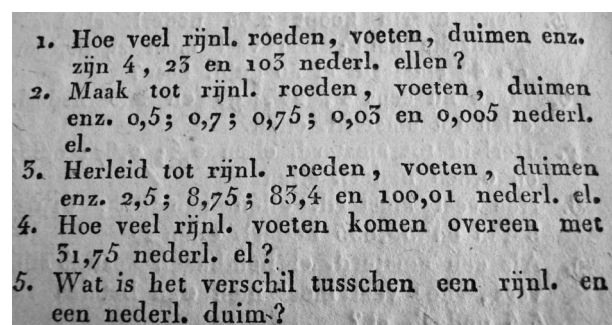 1. Hoe veel rijnl. roeden, voeten, duimen enz.
zijn 4, 23 en 103 nederl. ellen?
2. Maak tot rijnl. roeden, voeten, duimen
enz. 0,5; 0,7; 0,75; 0,03 en 0,005 nederl.
el.
3. Herleid tot rijnl. roeden, voeten, duimen
enz. 2,5; 8,75; 83,4 en 100,01 nederl. el.
4. Hoe veel rijnl. voeten komen overeen met
31,75 nederl. el?
5. Wat is het verschil tusschen een rijnl. en
een nederl. duim?